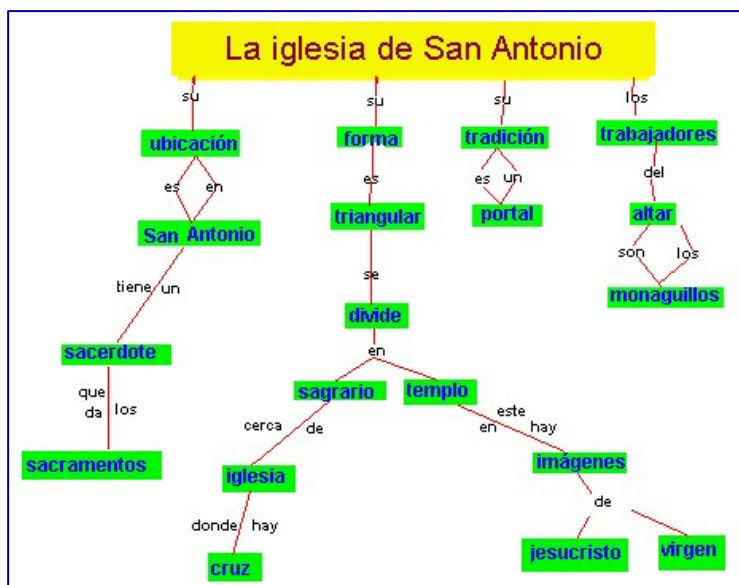 La iglesia de San Antonio
su
su
su
los
ubicación
forma
tradición
trabajadores
es
en
es
es
un
del
San Antonio
triangular
portal
altar
son
los
tiene
un
se
monaguillos
sacerdote
divide
en
que
da
los
sagrario
templo
cerca
de
en
este
hay
sacramentos
iglesia
imágenes
donde
hay
de
cruz
jesucristo
virgen